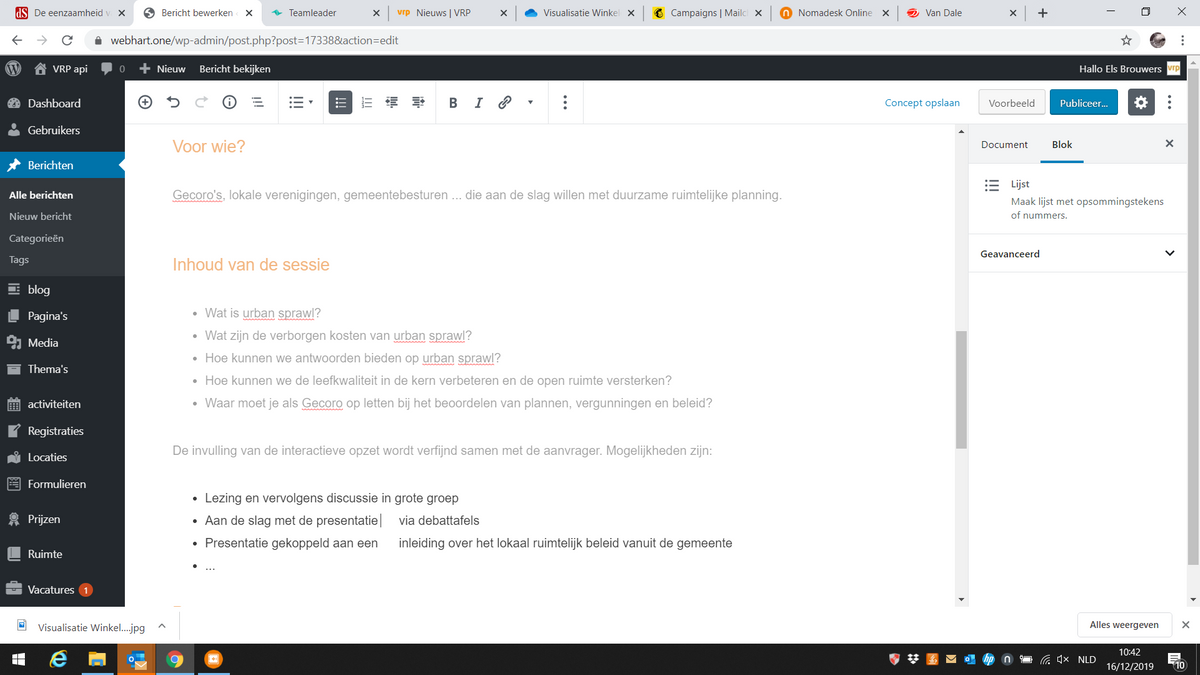 dS De eenzaamheid v
Bericht bewerken
Teamleader
vrp Nieuws | VRP
Visualisatie Winkel
Campaigns | Mailc
Nomadesk Online
Van Dale
webhart.one/wp-admin/post.php?post=17338&action=edit
VRP api 0 + Nieuw Bericht bekijken Hallo Els Brouwers vrp
Dashboard
Gebruikers
Berichten
Alle berichten
Nieuw bericht
Categorieën
Tags
blog
Pagina's
Media
Thema's
activiteiten
Registraties
Locaties
Formulieren
Prijzen
Ruimte
Vacatures 1
B I
Concept opslaan Voorbeeld Publiceer...
Voor wie?
Gecoro's, lokale verenigingen, gemeentebesturen ... die aan de slag willen met duurzame ruimtelijke planning.
Inhoud van de sessie
• Wat is urban sprawl?
• Wat zijn de verborgen kosten van urban sprawl?
• Hoe kunnen we antwoorden bieden op urban sprawl?
• Hoe kunnen we de leefkwaliteit in de kern verbeteren en de open ruimte versterken?
• Waar moet je als Gecoro op letten bij het beoordelen van plannen, vergunningen en beleid?
De invulling van de interactieve opzet wordt verfijnd samen met de aanvrager. Mogelijkheden zijn:
• Lezing en vervolgens discussie in grote groep
• Aan de slag met de presentatie via debattafels
• Presentatie gekoppeld aan een inleiding over het lokaal ruimtelijk beleid vanuit de gemeente
• ...
Document Blok
Lijst
Maak lijst met opsommingstekens
of nummers.
Geavanceerd
Visualisatie Winkel....jpg
Alles weergeven
NLD
10:42
16/12/2019
10